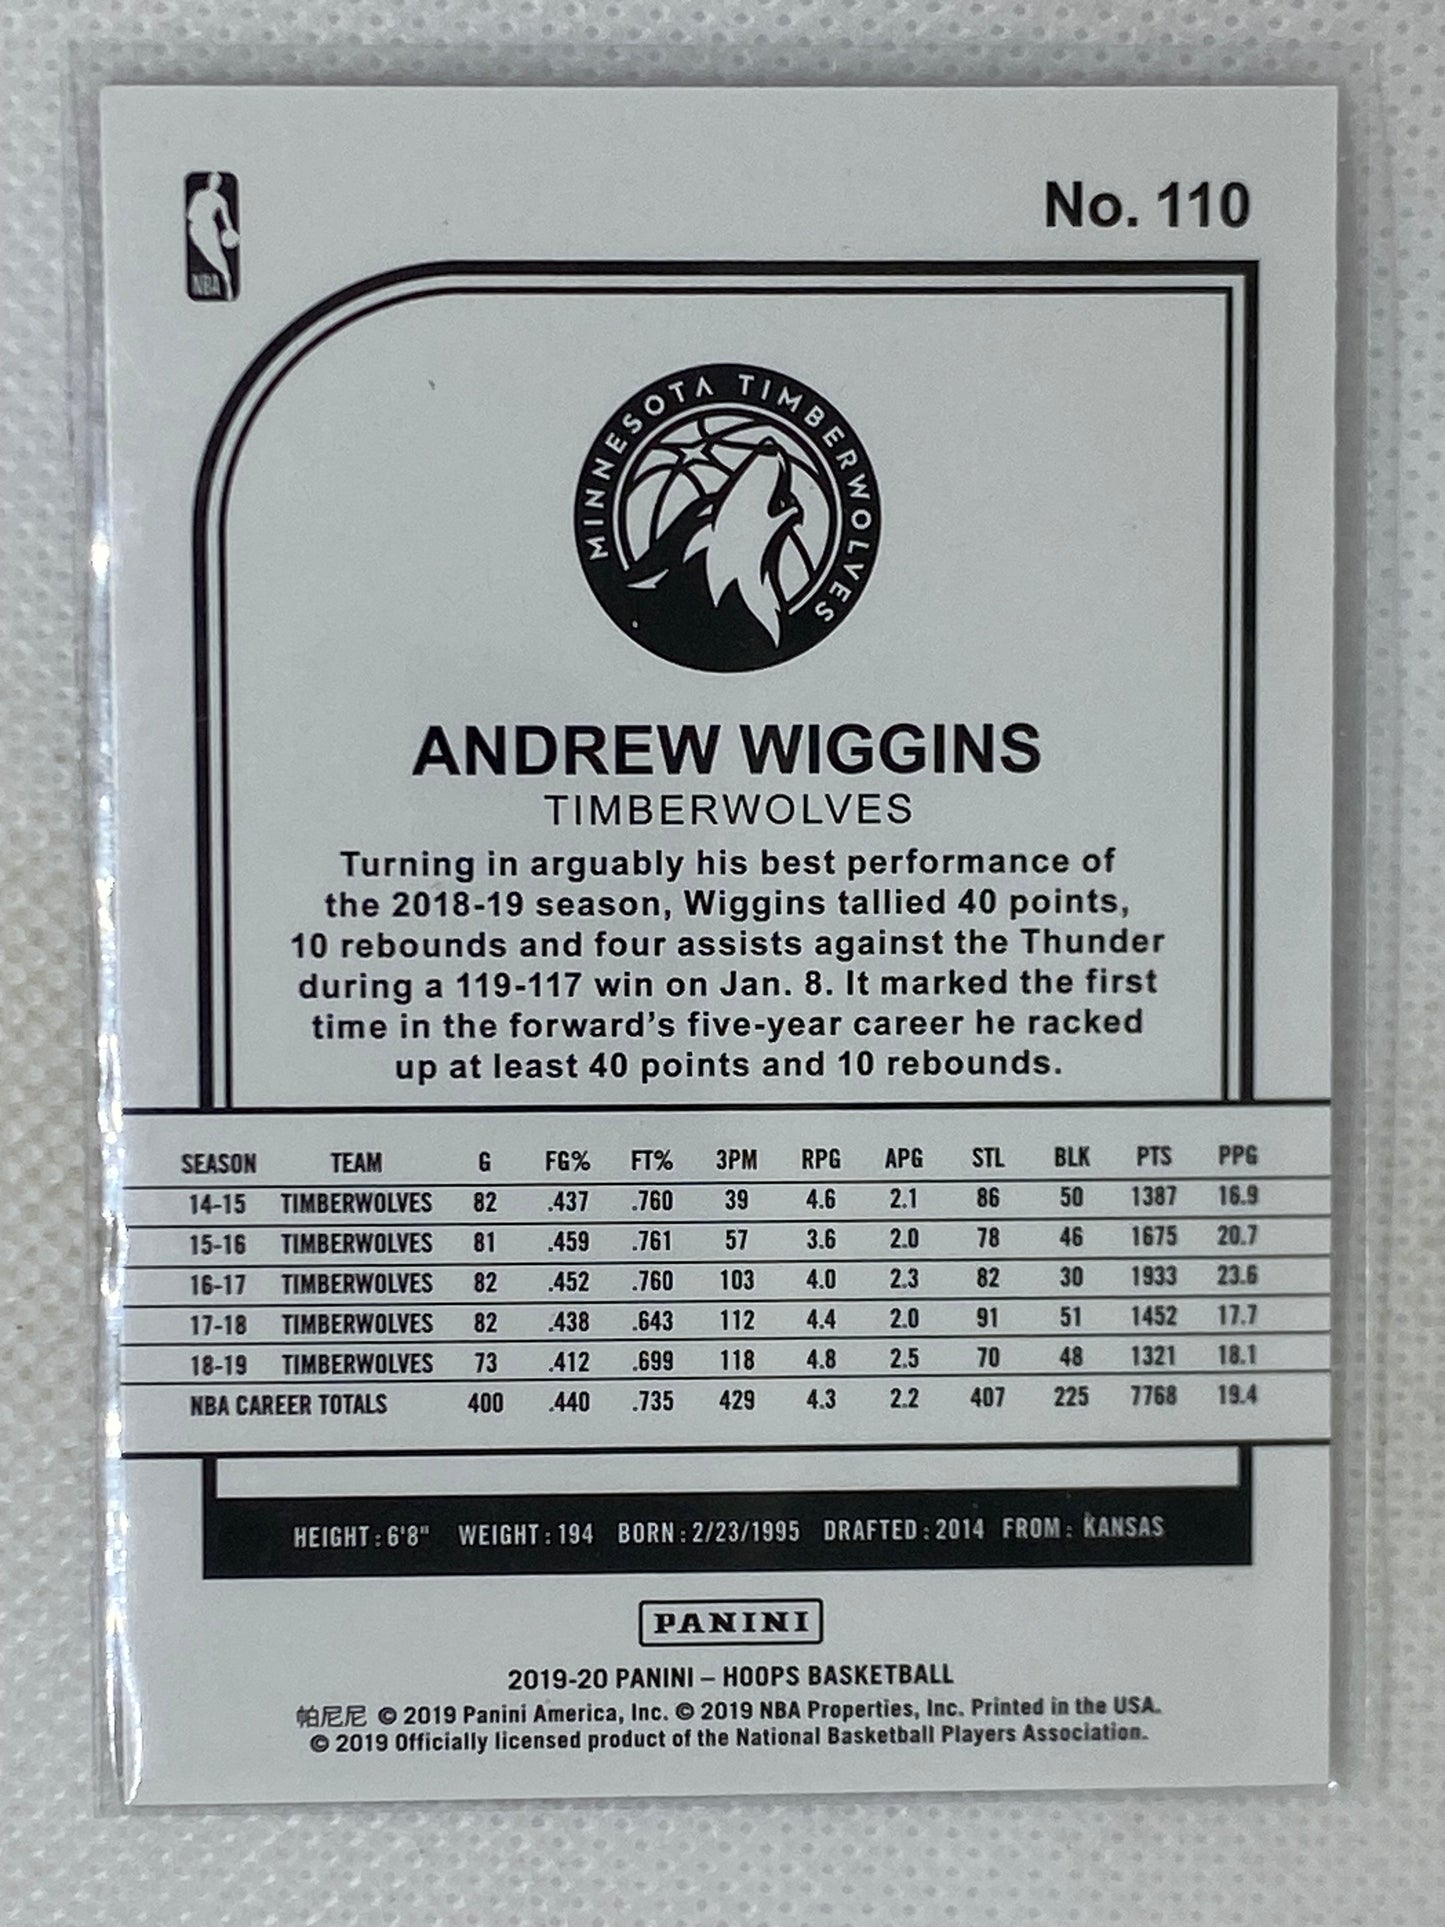 NBA
No. 110
MINNESOTA TIMBERWOLVES
ANDREW WIGGINS
TIMBERWOLVES
Turning in arguably his best performance of
the 2018-19 season, Wiggins tallied 40 points,
10 rebounds and four assists against the Thunder
during a 119-117 win on Jan. 8. It marked the first
time in the forward's five-year career he racked
up at least 40 points and 10 rebounds.
SEASON TEAM G FG% FT% 3PM RPG APG STL BLK PTS PPG
14-15 TIMBERWOLVES 82 .437 .760 39 4.6 2.1 86 50 1387 16.9
15-16 TIMBERWOLVES 81 .459 .761 57 3.6 2.0 78 46 1675 20.7
16-17 TIMBERWOLVES 82 .452 .760 103 4.0 2.3 82 30 1933 23.6
17-18 TIMBERWOLVES 82 .438 .643 112 4.4 2.0 91 51 1452 17.7
18-19 TIMBERWOLVES 73 .412 .699 118 4.8 2.5 70 48 1321 18.1
NBA CAREER TOTALS 400 .440 .735 429 4.3 2.2 407 225 7768 19.4
HEIGHT: 6'8" WEIGHT: 194 BORN: 2/23/1995 DRAFTED: 2014 FROM: KANSAS
PANINI
2019-20 PANINI – HOOPS BASKETBALL
帕尼尼 © 2019 Panini America, Inc. © 2019 NBA Properties, Inc. Printed in the USA.
© 2019 Officially licensed product of the National Basketball Players Association.